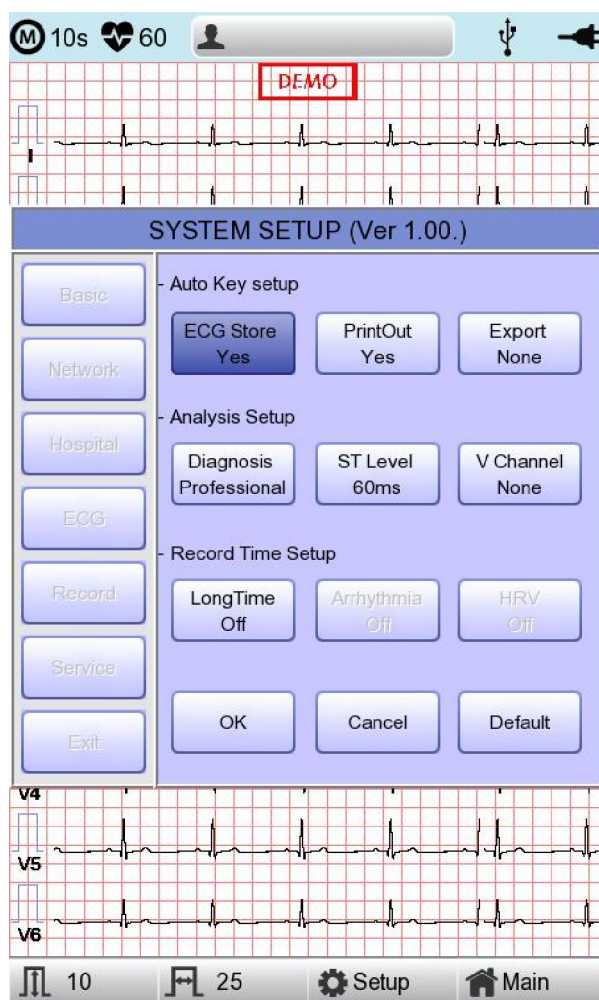 M 10s 60
DEMO
I
SYSTEM SETUP (Ver 1.00.)
Basic
Network
Hospital
ECG
Record
Service
Exit
- Auto Key setup
ECG Store
Yes
PrintOut
Yes
Export
None
- Analysis Setup
Diagnosis
Professional
ST Level
60ms
V Channel
None
- Record Time Setup
LongTime
Off
Arrhythmia
Off
HRV
Off
OK
Cancel
Default
V4
V5
V6
10 25 Setup Main